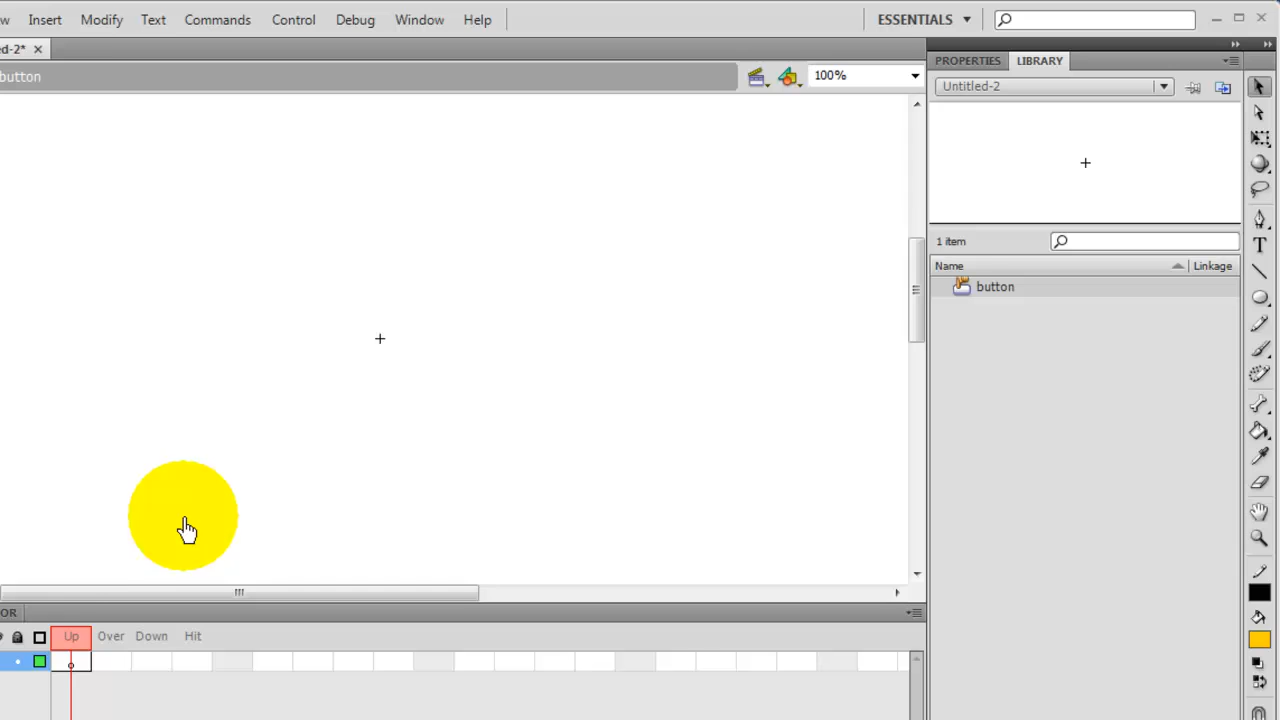 w Insert Modify Text Commands Control Debug Window Help ESSENTIALS
ed-2*
button 100%
PROPERTIES LIBRARY
Untitled-2
1 item
Name Linkage
button
OR
Up Over Down Hit